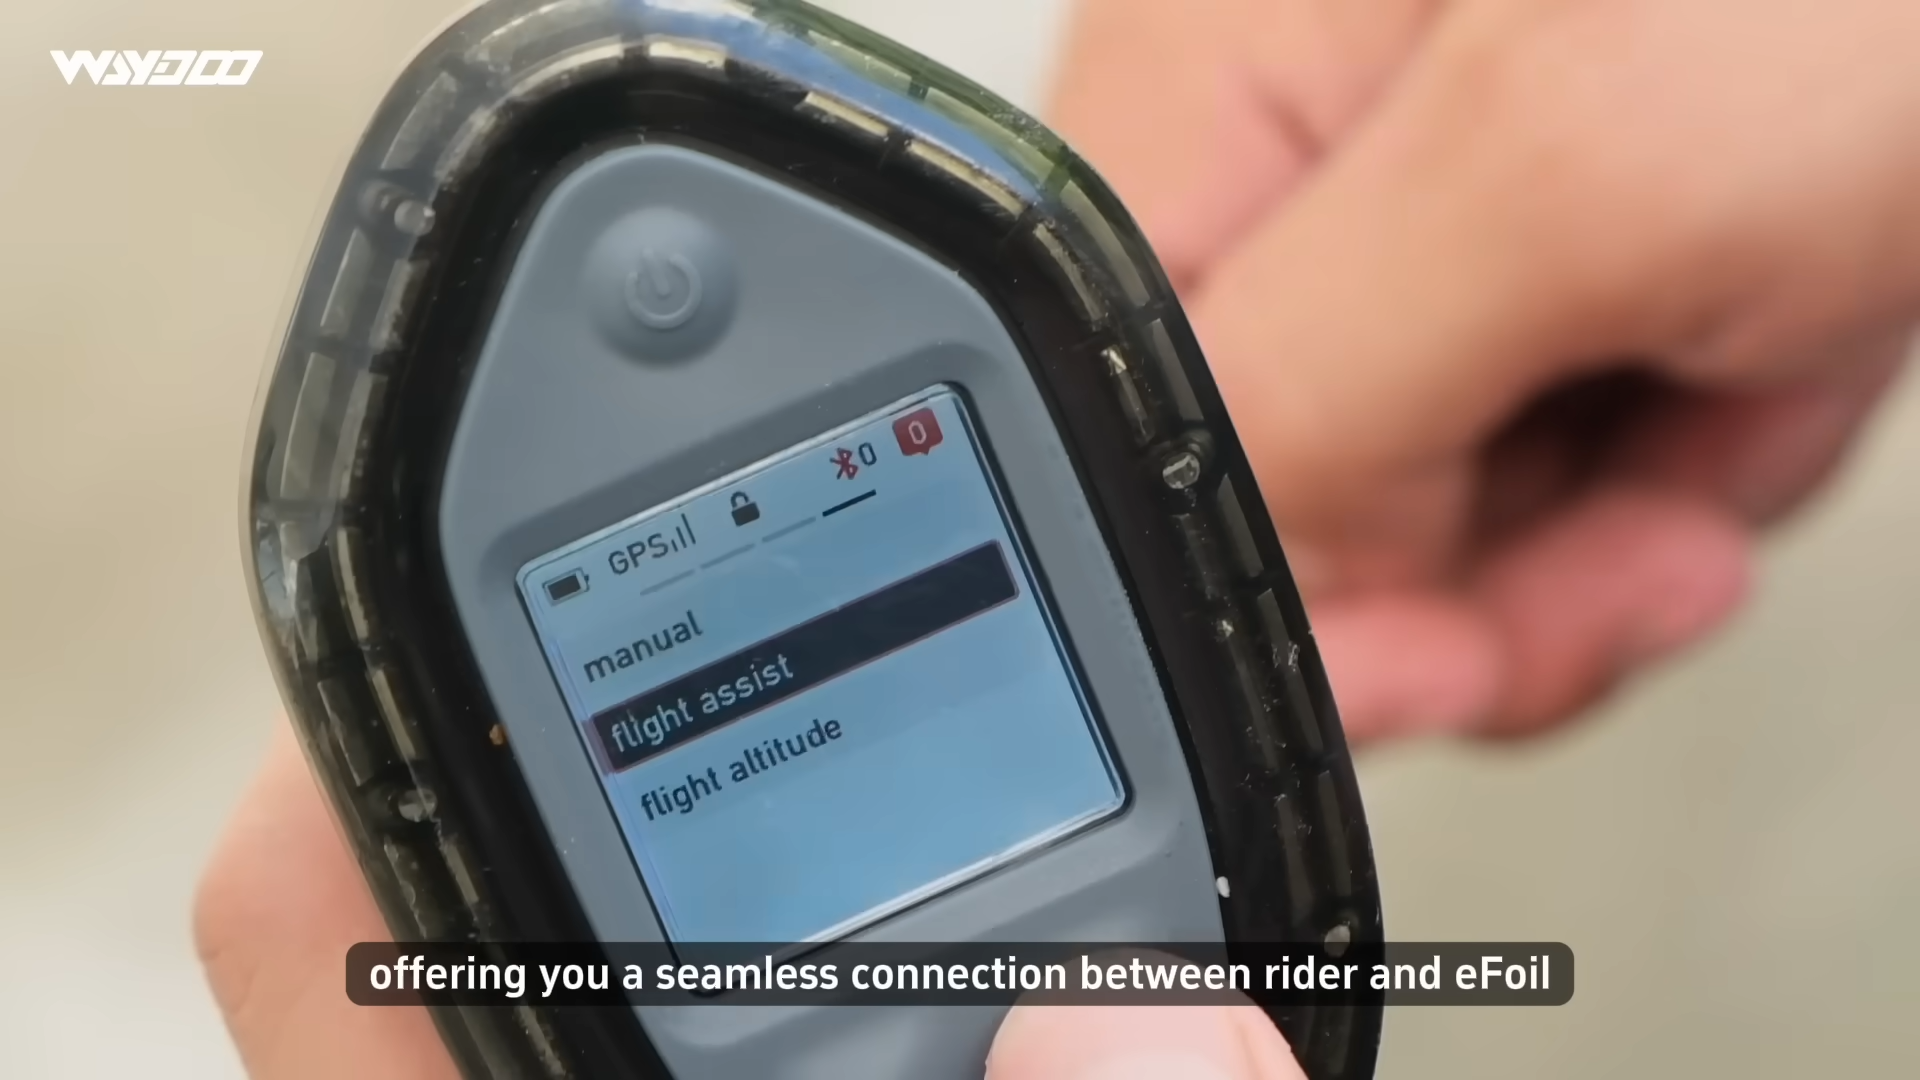 WAYDOO
0
0
GPS
manual
flight assist
flight altitude
offering you a seamless connection between rider and eFoil